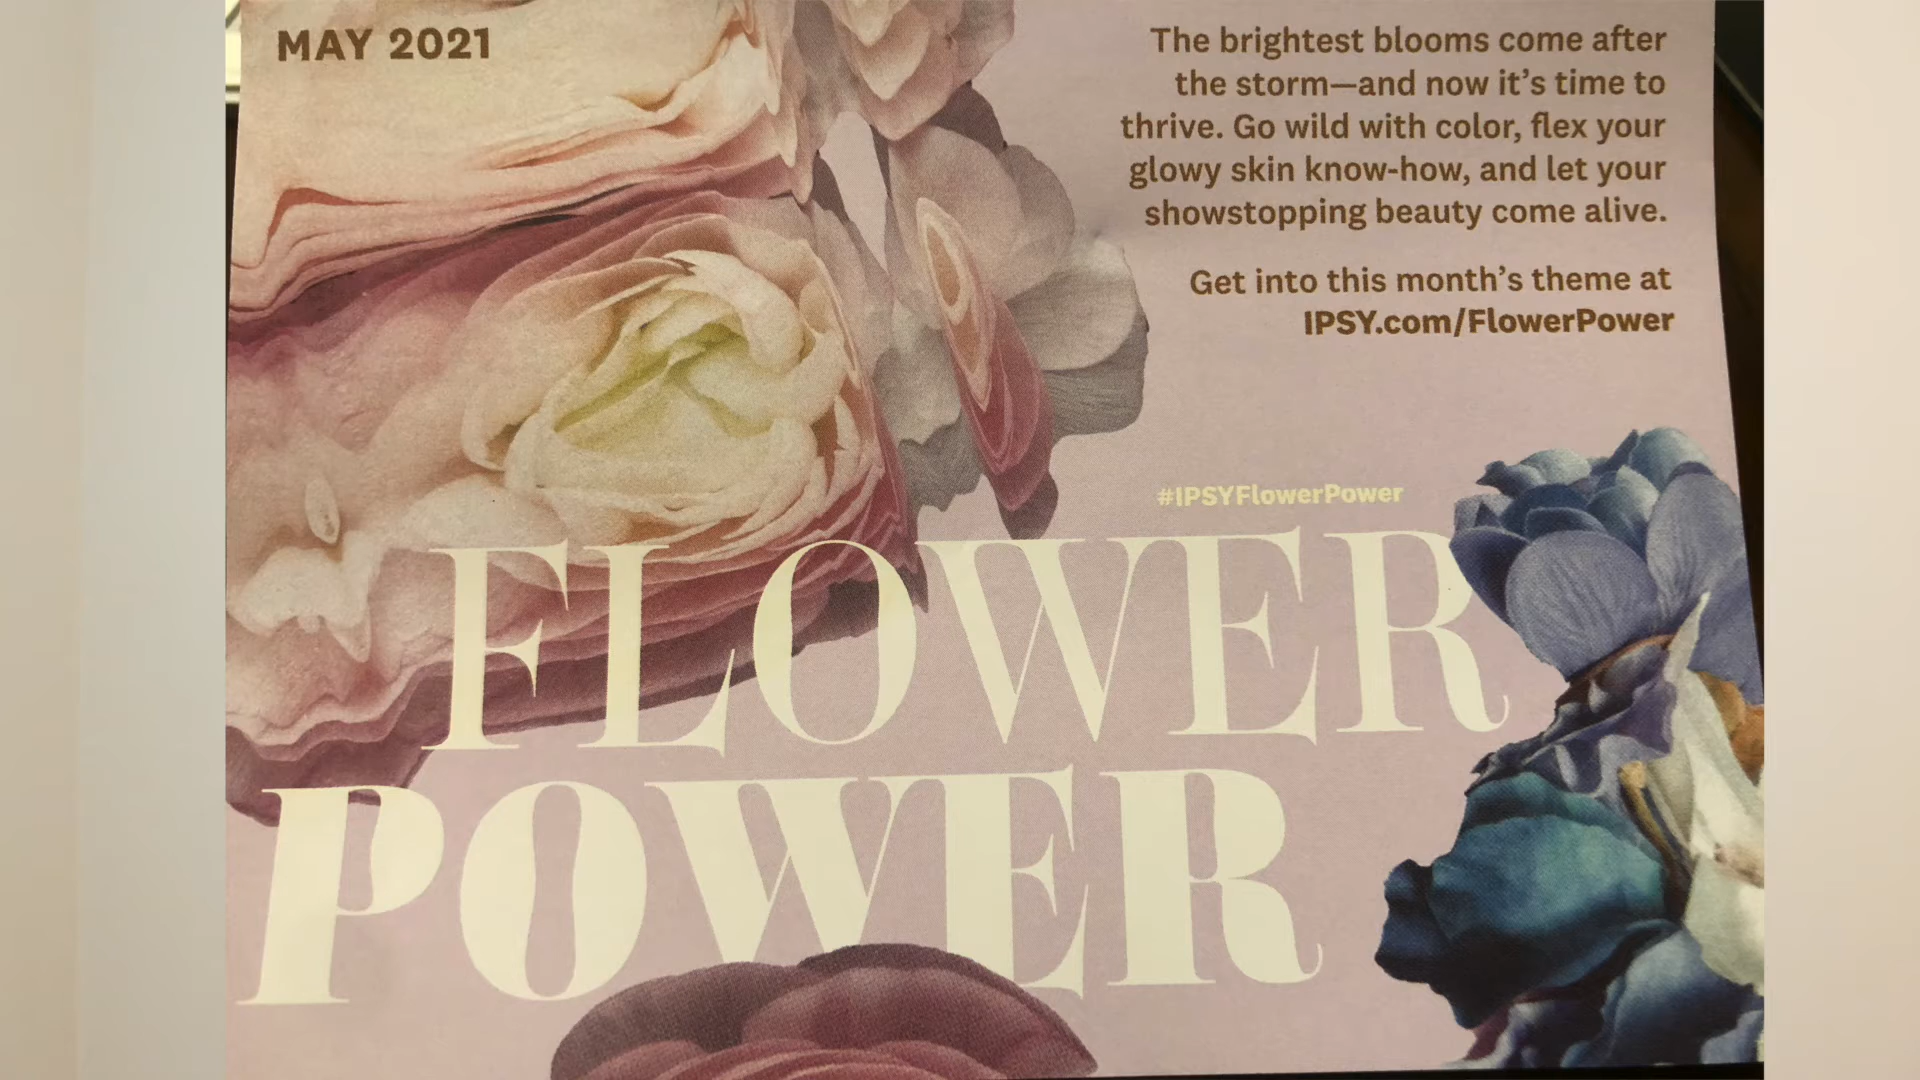 MAY 2021
The brightest blooms come after
the storm—and now it's time to
thrive. Go wild with color, flex your
glowy skin know-how, and let your
showstopping beauty come alive.
Get into this month's theme at
IPSY.com/FlowerPower
#IPSYFlowerPower
FLOWER
POWER